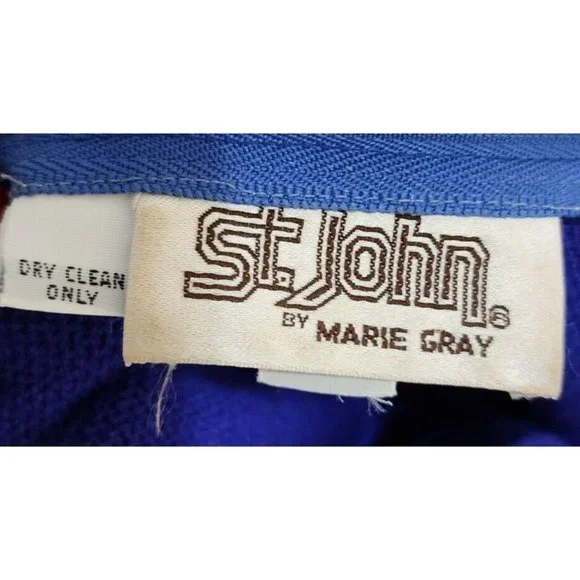 DRY CLEAN
ONLY
St. John®
BY MARIE GRAY